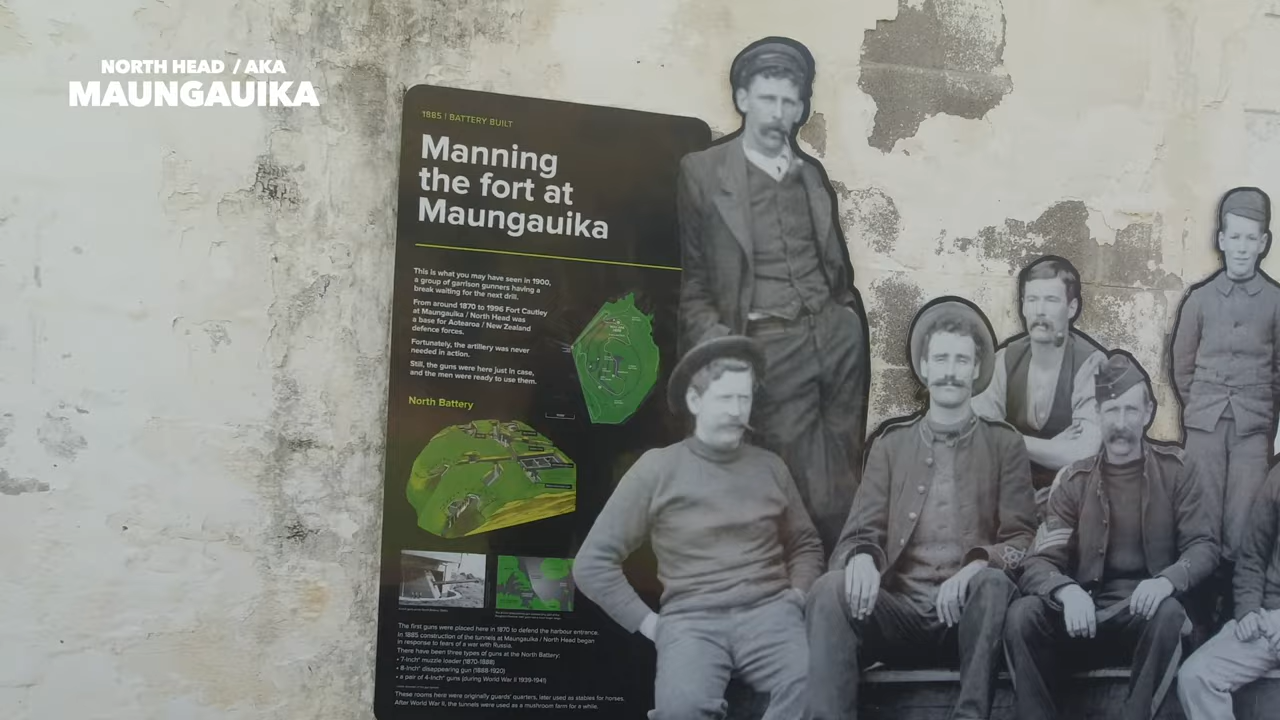 NORTH HEAD / AKA
MAUNGAUIKA
1885 | BATTERY BUILT
Manning
the fort at
Maungauika
This is what you may have seen in 1900,
a group of garrison gunners having a
break waiting for the next drill.
From around 1870 to 1996 Fort Cautley
at Maungauika / North Head was
a base for Aotearoa / New Zealand
defence forces.
Fortunately, the artillery was never
needed in action.
Still, the guns were here just in case,
and the men were ready to use them.
North Battery
The first guns were placed here in 1870 to defend the harbour entrance.
In 1885 construction of the tunnels at Maungauika / North Head began
in response to fears of a war with Russia.
There have been three types of guns at the North Battery:
• 7-inch* muzzle loader (1870-1888)
• 8-inch* disappearing gun (1888-1920)
• a pair of 4-inch* guns (during World War II 1939-1941)
These rooms here were originally guards' quarters, later used as stables for horses.
After World War II, the tunnels were used as a mushroom farm for a while.